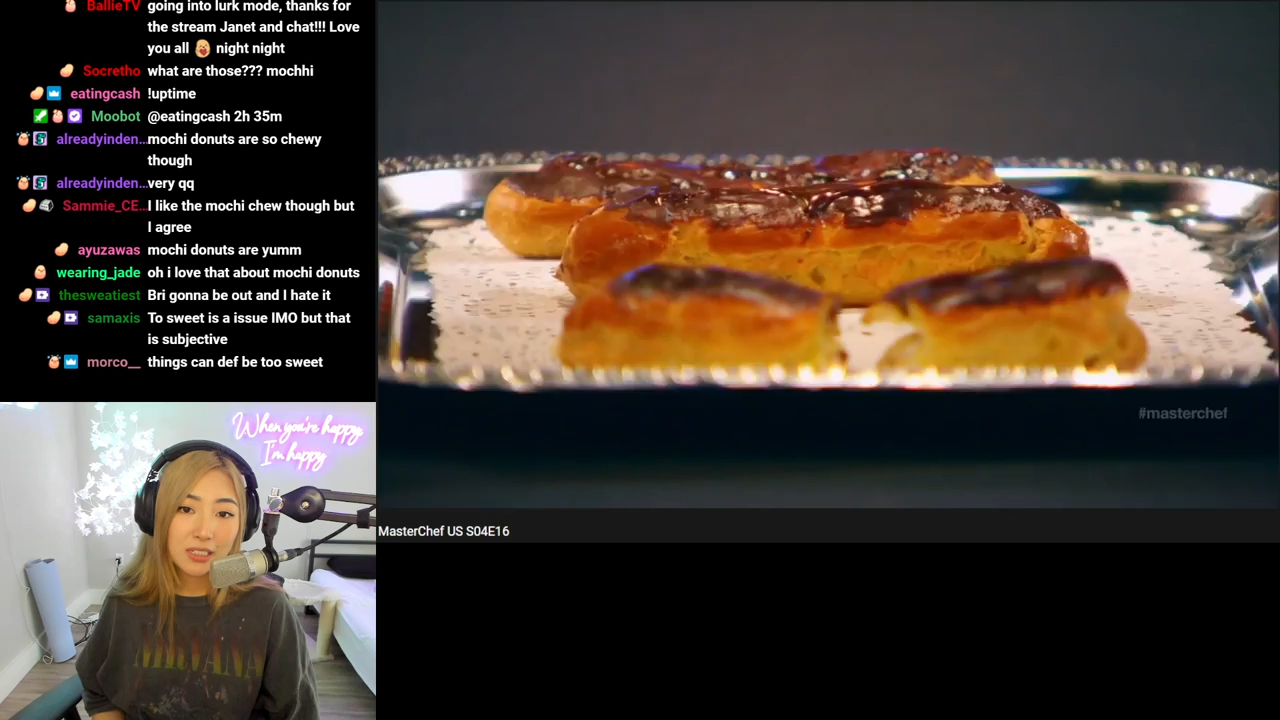 BallieTV going into lurk mode, thanks for
the stream Janet and chat!!! Love
you all night night
Socretho what are those??? mochhi
eatingcash !uptime
Moobot @eatingcash 2h 35m
alreadyinden… mochi donuts are so chewy
though
alreadyinden… very qq
Sammie_CE… I like the mochi chew though but
I agree
ayuzawas mochi donuts are yumm
wearing_jade oh i love that about mochi donuts
thesweatiest Bri gonna be out and I hate it
samaxis To sweet is a issue IMO but that
is subjective
morco__ things can def be too sweet
#masterchef
MasterChef US S04E16
When you're happy
I'm happy
NIRVANA